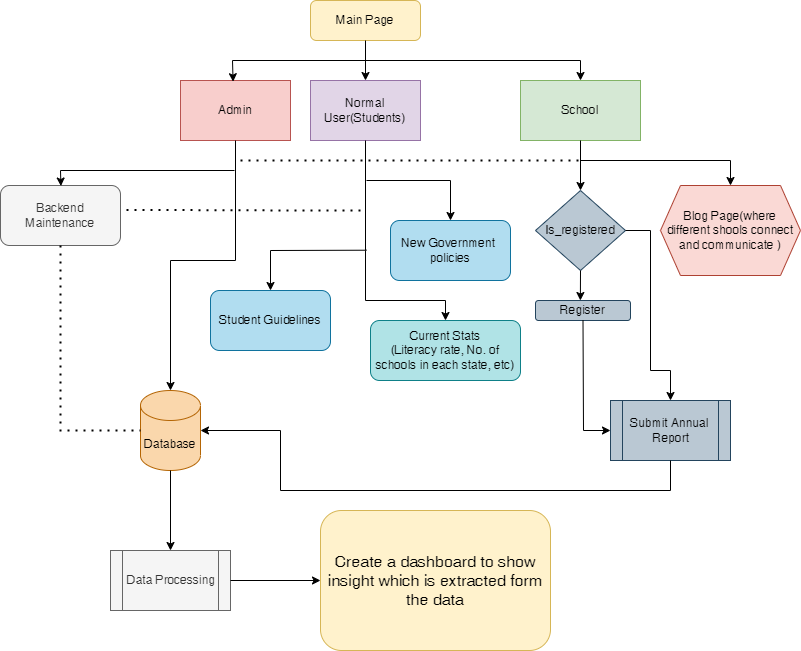 Main Page
Admin
Normal
User(Students)
School
Backend
Maintenance
New Government
policies
Is_registered
Blog Page(where
different shools connect
and communicate )
Student Guidelines
Register
Current Stats
(Literacy rate, No. of
schools in each state, etc)
Database
Submit Annual
Report
Data Processing
Create a dashboard to show
insight which is extracted form
the data